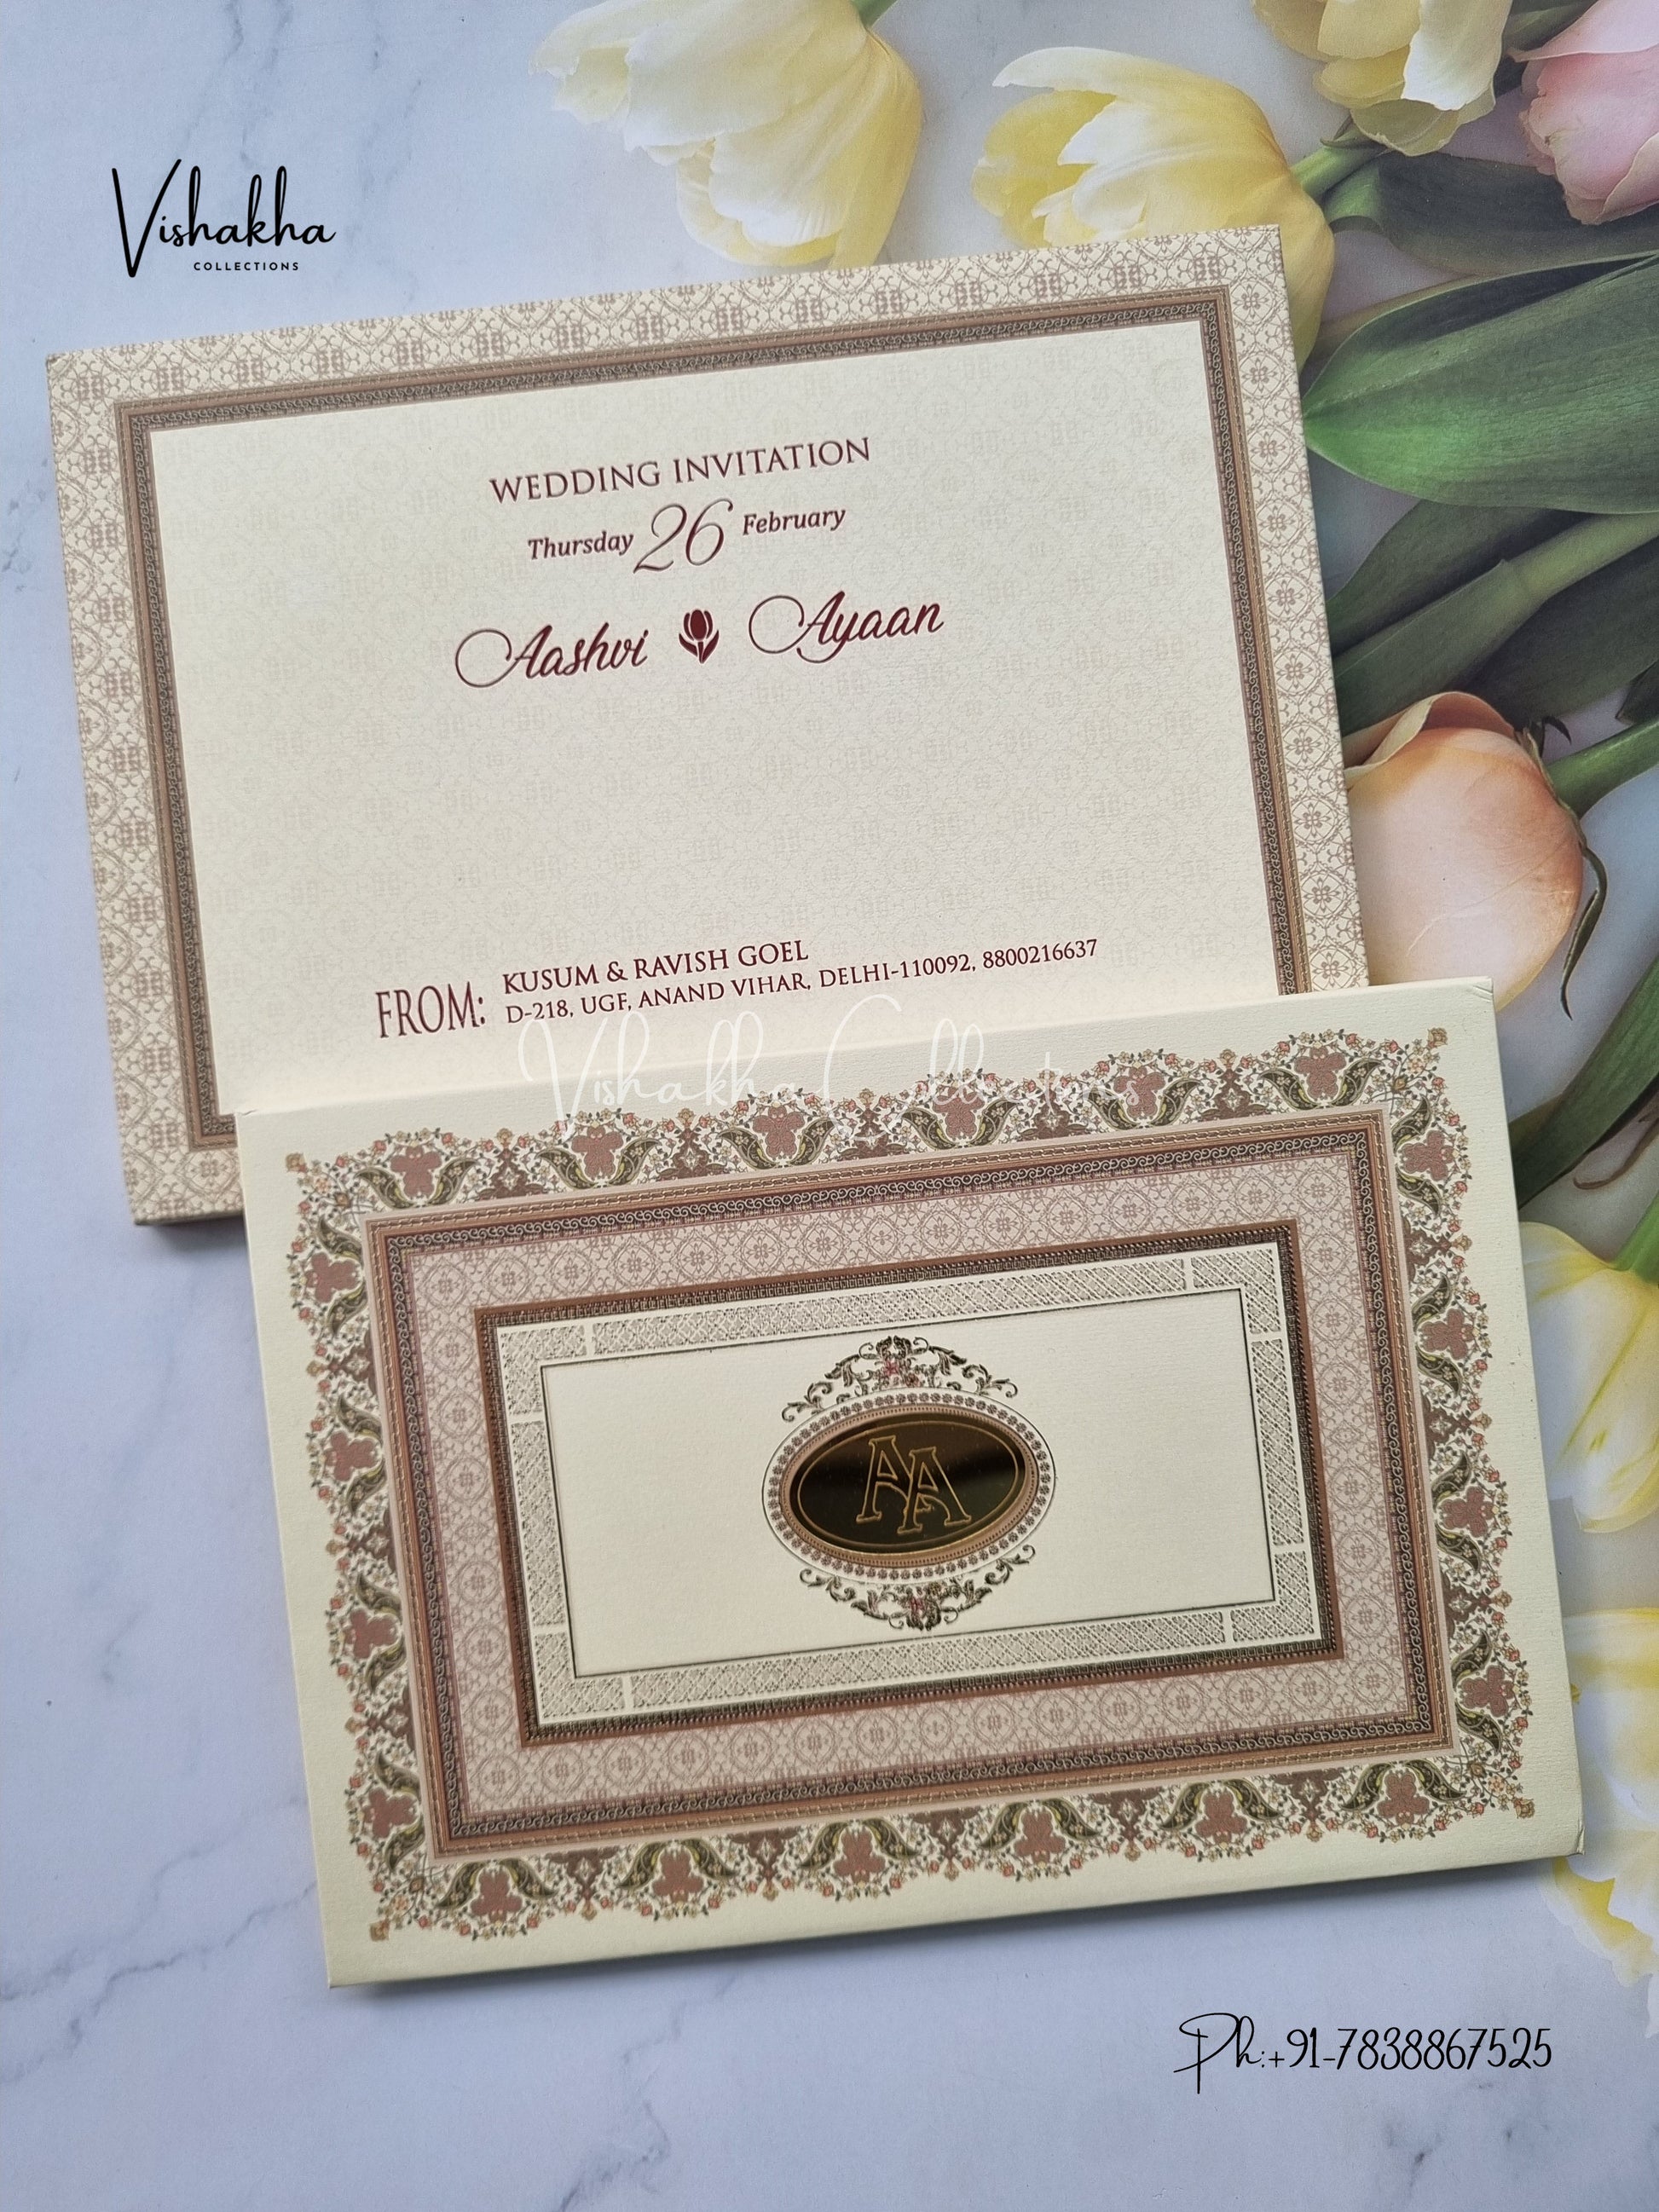 Vishakha
COLLECTIONS
WEDDING INVITATION
Thursday 26 February
Aashvi Ayaan
FROM: KUSUM & RAVISH GOEL
D-218, UGF, ANAND VIHAR, DELHI-110092, 8800216637
Vishakha Collections
AA
Ph:+91-7838867525